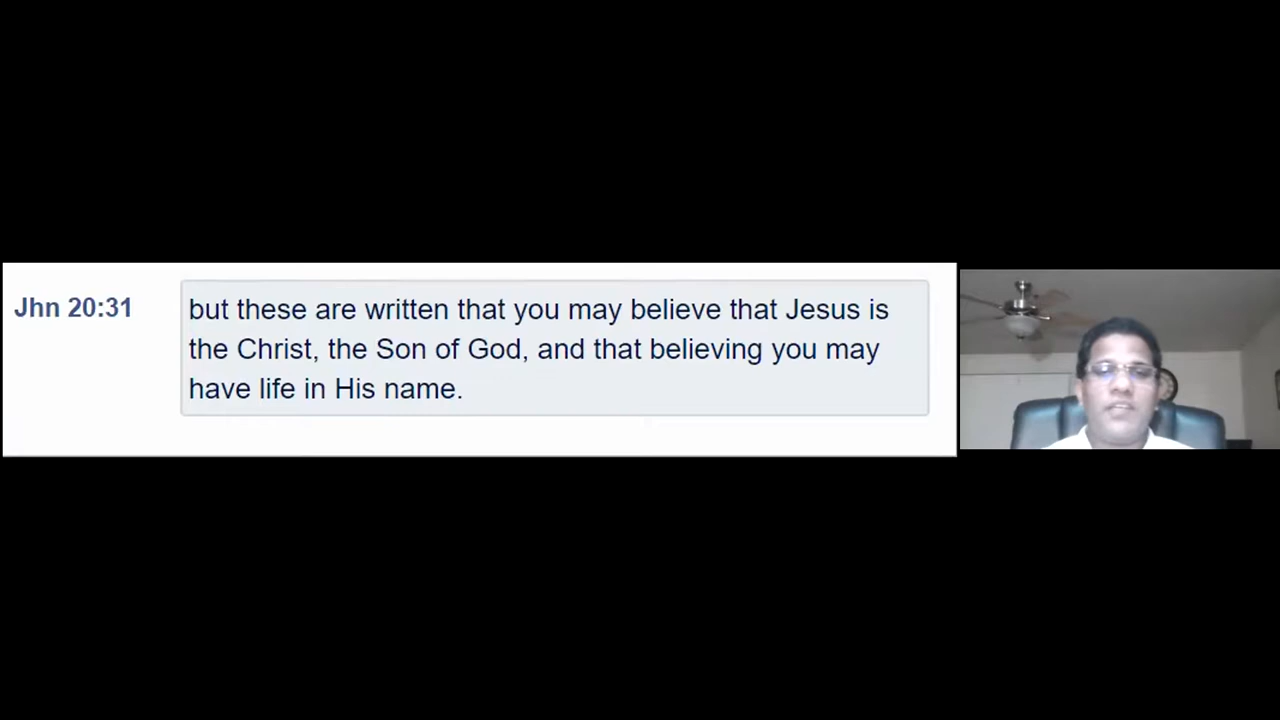 Jhn 20:31
but these are written that you may believe that Jesus is
the Christ, the Son of God, and that believing you may
have life in His name.